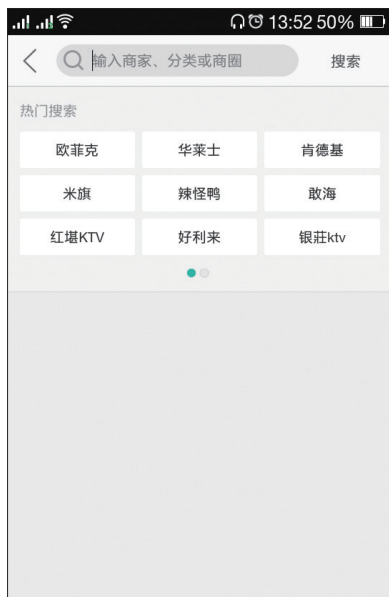 13:52 50%
输入商家、分类或商圈 搜索
热门搜索
欧菲克 华莱士 肯德基
米旗 辣怪鸭 敢海
红堪KTV 好利来 银莊ktv